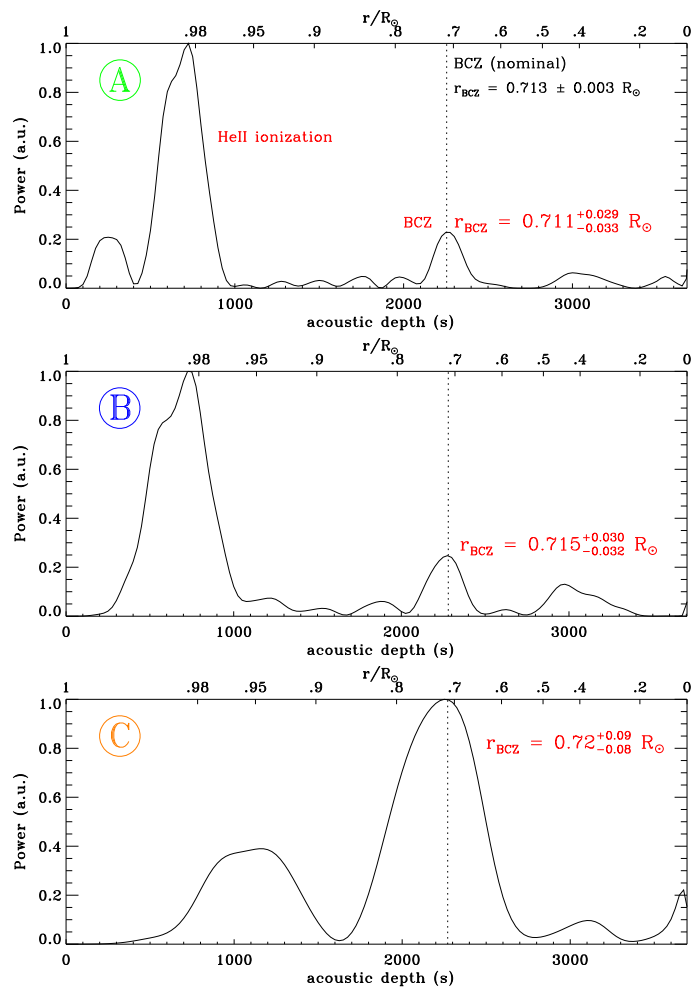 r/R☉
1 .98 .95 .9 .8 .7 .6 .5 .4 0
1.0
0.8
0.6
0.4
0.2
0.0
Power (a.u.)
A
BCZ (nominal)
r_BCZ = 0.713 ± 0.003 R☉
HeII ionization
BCZ r_BCZ = 0.711 +0.029 −0.033 R☉
0 1000 2000 3000
acoustic depth (s)
r/R☉
1 .98 .95 .9 .8 .7 .6 .5 .4 0
1.0
0.8
0.6
0.4
0.2
0.0
Power (a.u.)
B
r_BCZ = 0.715 +0.030 −0.032 R☉
0 1000 2000 3000
acoustic depth (s)
r/R☉
1 .98 .95 .9 .8 .7 .6 .5 .4 0
1.0
0.8
0.6
0.4
0.2
0.0
Power (a.u.)
C
r_BCZ = 0.72 +0.09 −0.08 R☉
0 1000 2000 3000
acoustic depth (s)